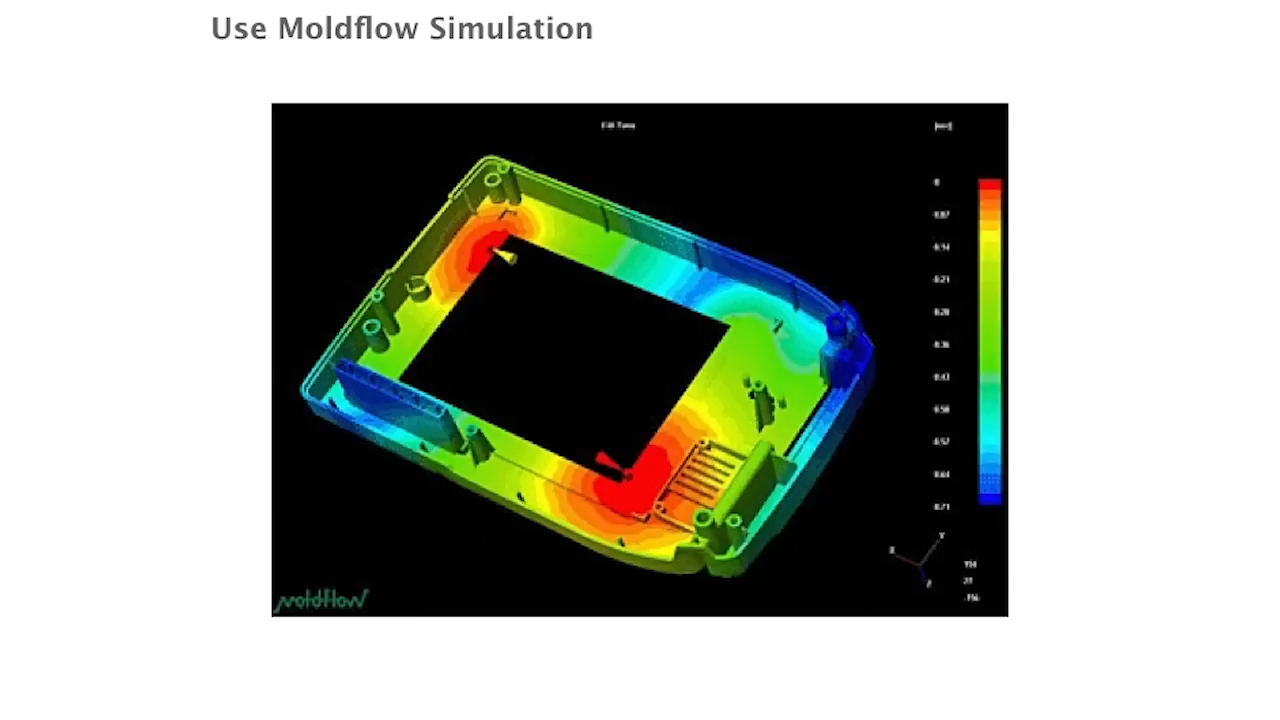 Use Moldflow Simulation
Fill Time
[sec]
0
0.07
0.14
0.21
0.28
0.36
0.43
0.50
0.57
0.64
0.71
Y
X
Z
moldflow